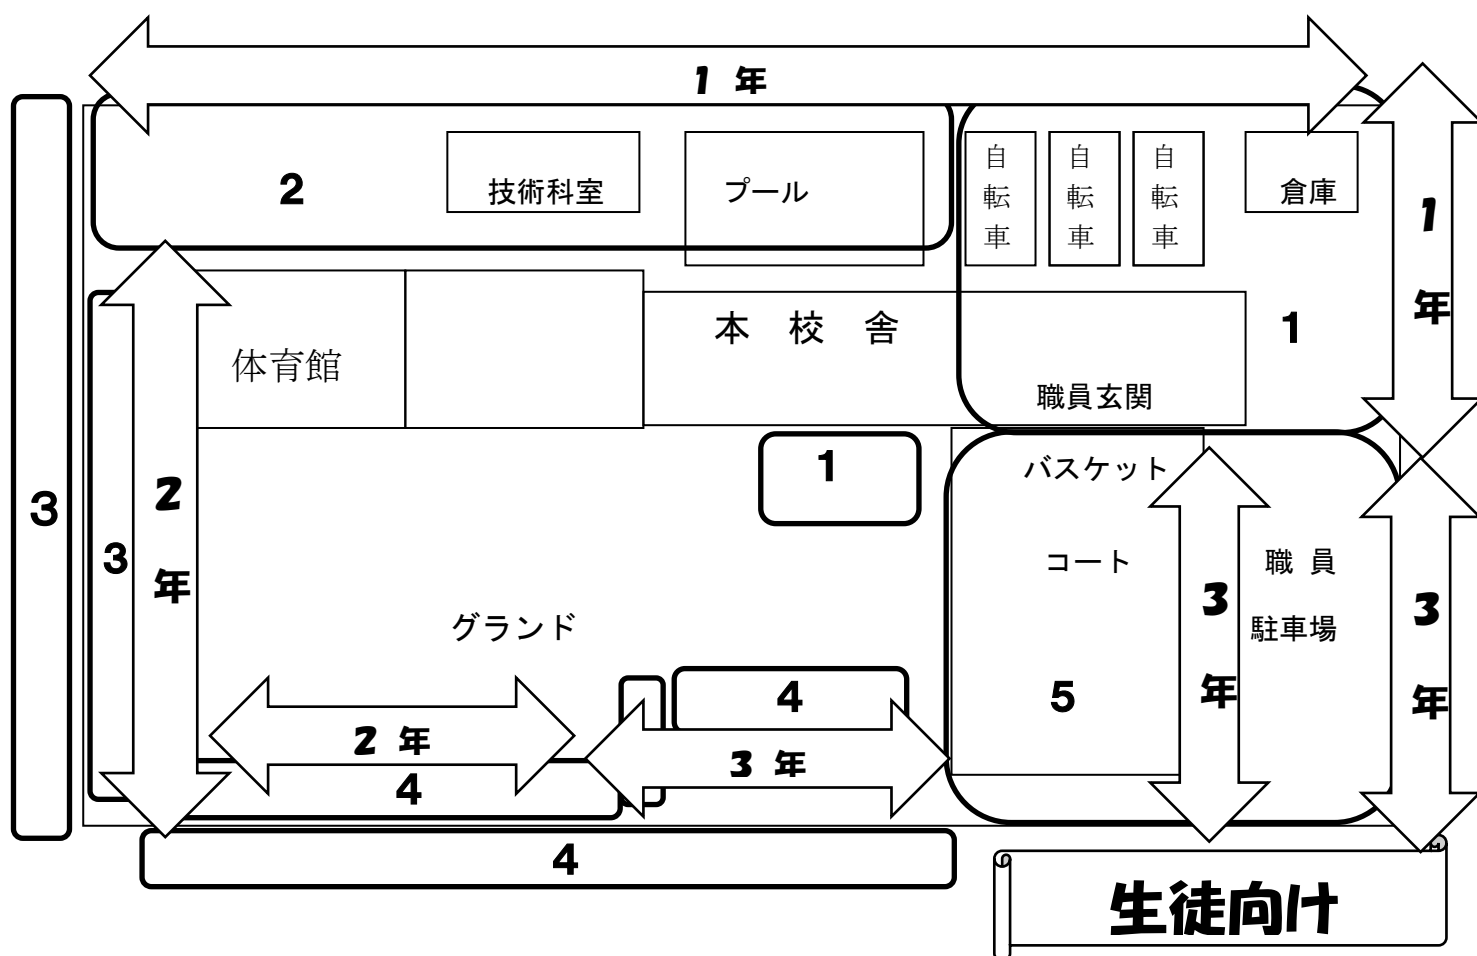 1 年
2
技術科室
プール
自転車
自転車
自転車
倉庫
1年
体育館
本 校 舎
1
職員玄関
3
3
2年
1
バスケット
コート
職 員
駐車場
グランド
3年
3年
4
5
2 年
3 年
4
4
生徒向け